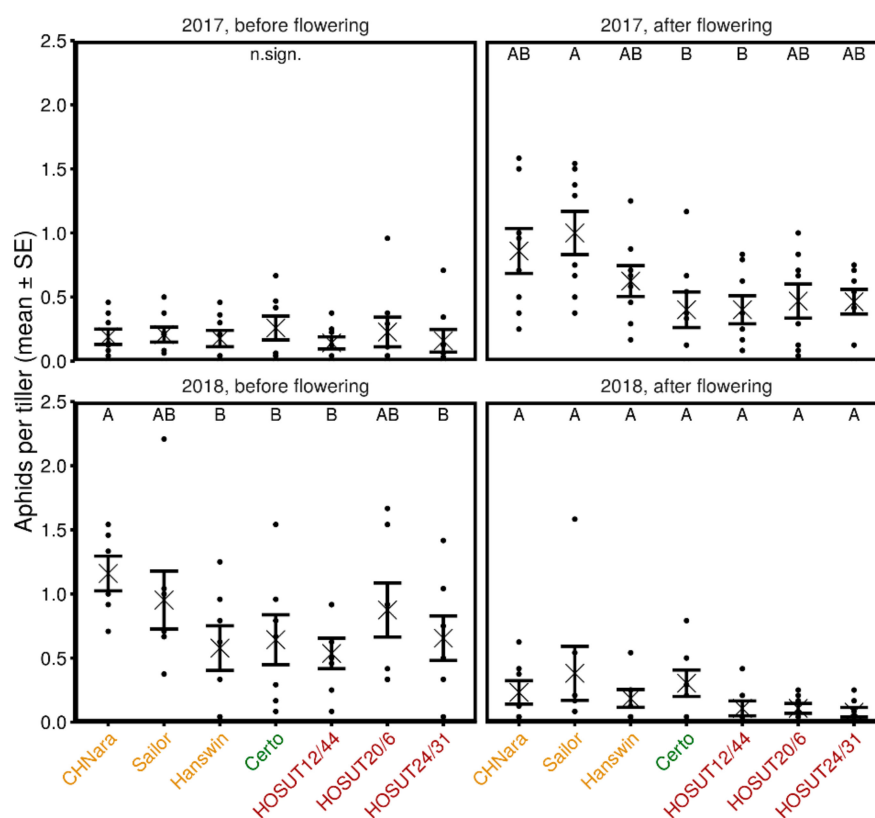 2017, before flowering
2017, after flowering
2.5
2.0
1.5
1.0
0.5
0.0
n.sign.
AB A AB B B AB AB
Aphids per tiller (mean ± SE)
2018, before flowering
2018, after flowering
2.5
2.0
1.5
1.0
0.5
0.0
A AB B B B AB B
A A A A A A A
CHNara
Sailor
Hanswin
Certo
HOSUT12/44
HOSUT20/6
HOSUT24/31
CHNara
Sailor
Hanswin
Certo
HOSUT12/44
HOSUT20/6
HOSUT24/31